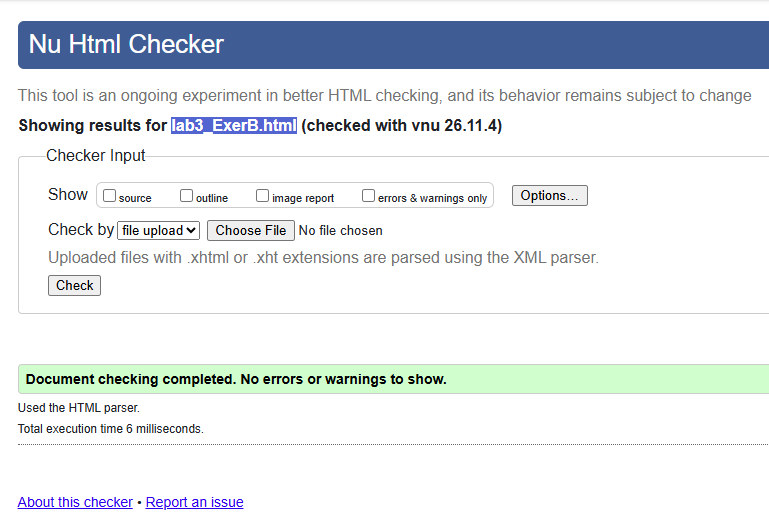 Nu Html Checker
This tool is an ongoing experiment in better HTML checking, and its behavior remains subject to change
Showing results for lab3_ExerB.html (checked with vnu 26.11.4)
Checker Input
Show source outline image report errors & warnings only Options...
Check by file upload Choose File No file chosen
Uploaded files with .xhtml or .xht extensions are parsed using the XML parser.
Check
Document checking completed. No errors or warnings to show.
Used the HTML parser.
Total execution time 6 milliseconds.
About this checker • Report an issue